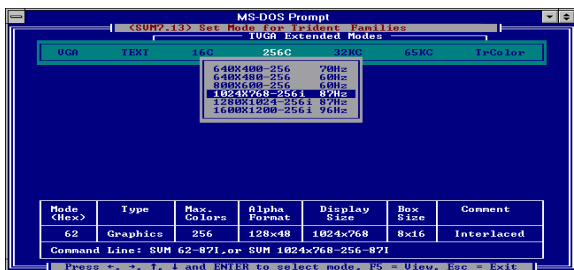 MS-DOS Prompt
(SVM7.13) Set Mode for Trident Families
TVGA Extended Modes
VGA TEXT 16C 256C 32KC 65KC TrColor
640X400-256 70Hz
640X480-256 60Hz
800X600-256 60Hz
1024X768-256i 87Hz
1280X1024-256i 87Hz
1600X1200-256i 96Hz
Mode (Hex) Type Max. Colors Alpha Format Display Size Box Size Comment
62 Graphics 256 128x48 1024x768 8x16 Interlaced
Command Line: SVM 62-87I,or SVM 1024x768-256-87I
Press ←, →, ↑, ↓ and ENTER to select mode, F5 = View, Esc = Exit